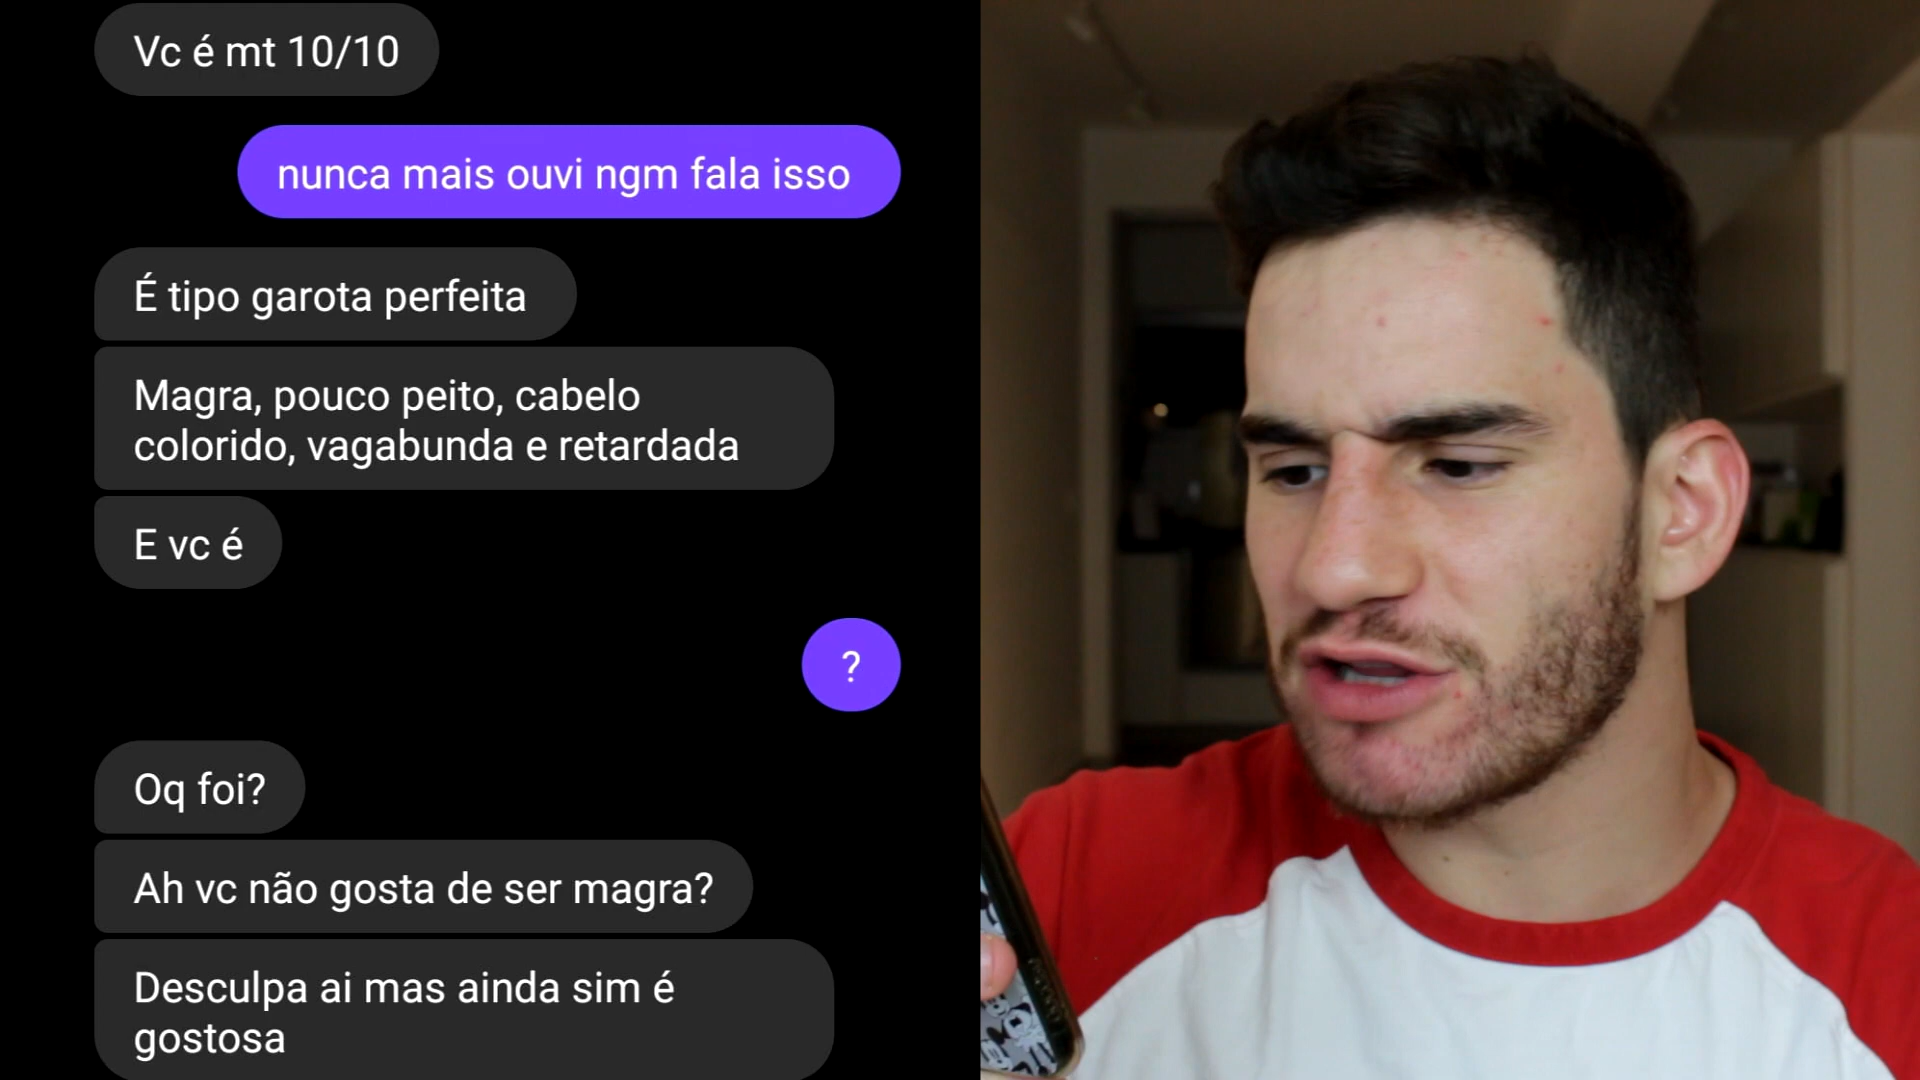 Vc é mt 10/10
nunca mais ouvi ngm fala isso
É tipo garota perfeita
Magra, pouco peito, cabelo
colorido, vagabunda e retardada
E vc é
?
Oq foi?
Ah vc não gosta de ser magra?
Desculpa ai mas ainda sim é
gostosa